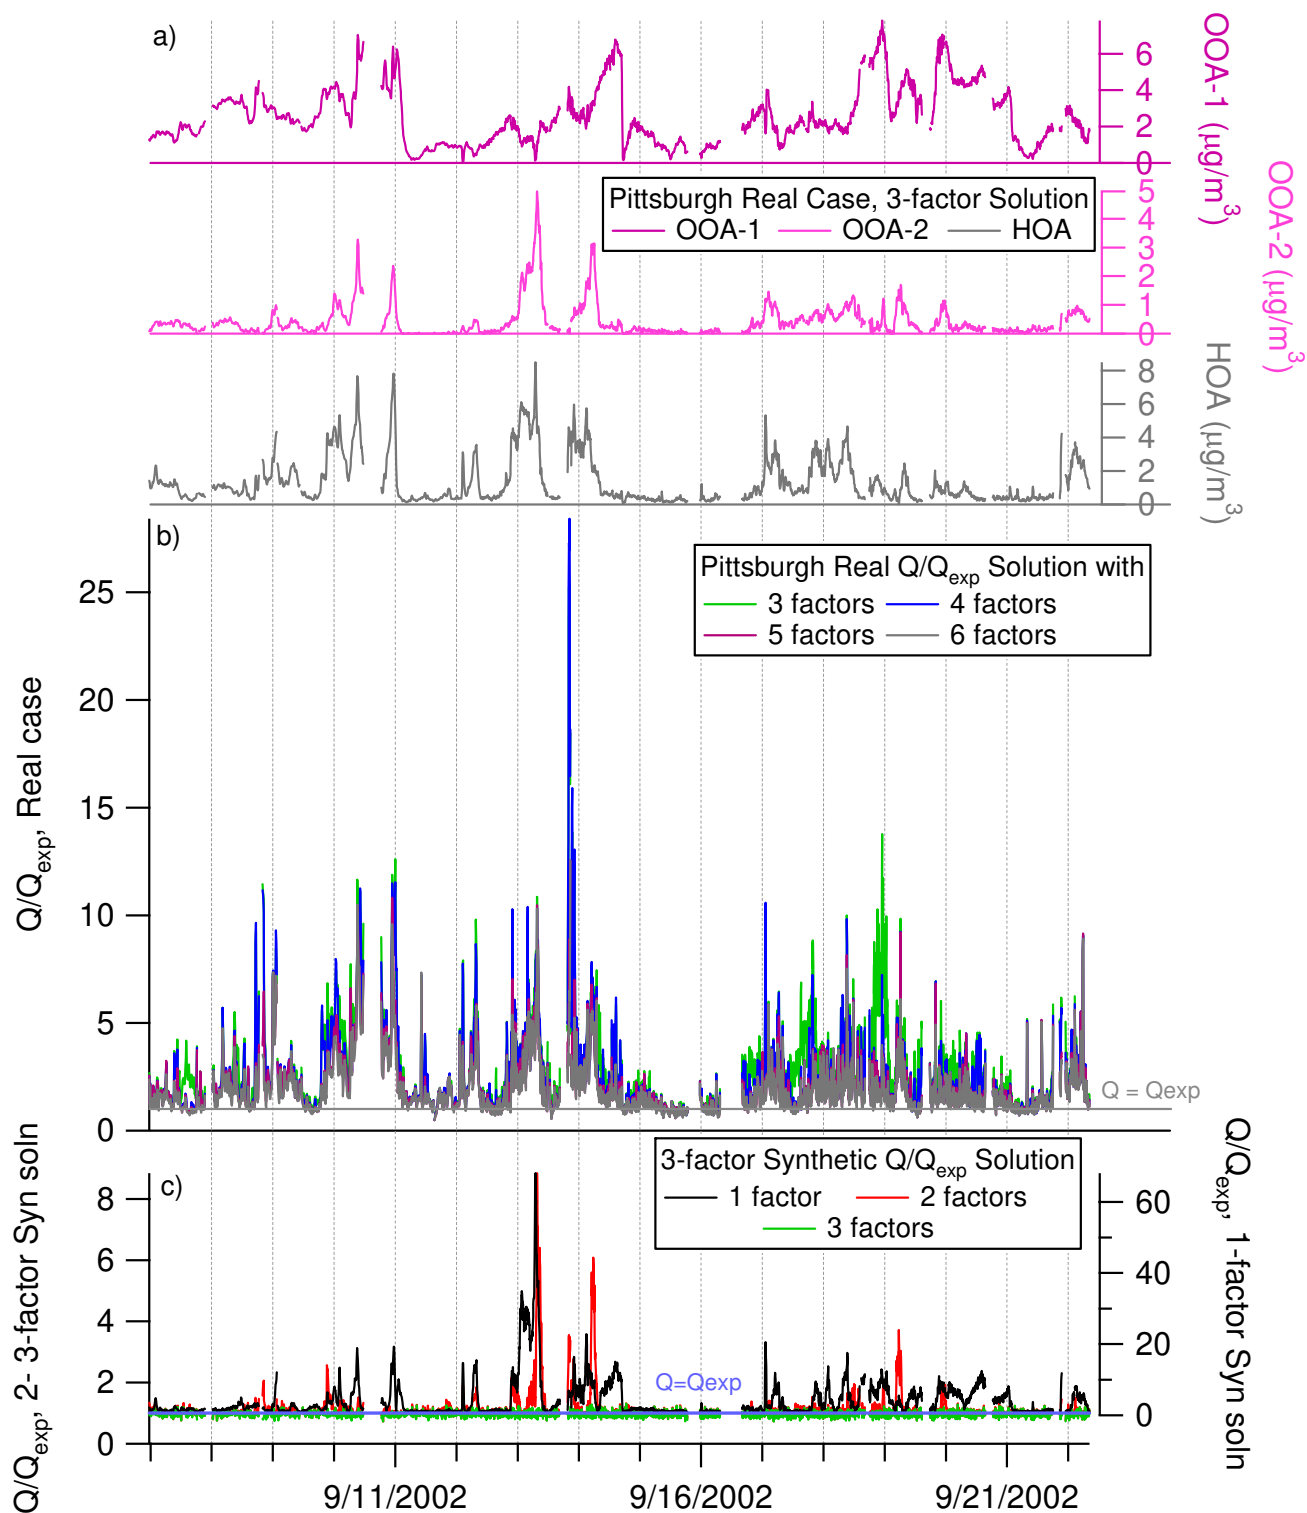 a)
6
4
2
0
OOA-1 (μg/m3)
Pittsburgh Real Case, 3-factor Solution
OOA-1 OOA-2 HOA
5
4
3
2
1
0
OOA-2 (μg/m3)
8
6
4
2
0
HOA (μg/m3)
b)
Pittsburgh Real Q/Qexp Solution with
3 factors 4 factors
5 factors 6 factors
25
20
15
10
5
0
Q/Qexp, Real case
Q = Qexp
c)
3-factor Synthetic Q/Qexp Solution
1 factor 2 factors
3 factors
8
6
4
2
0
Q/Qexp, 2- 3-factor Syn soln
Q=Qexp
60
40
20
0
Q/Qexp, 1-factor Syn soln
9/11/2002 9/16/2002 9/21/2002